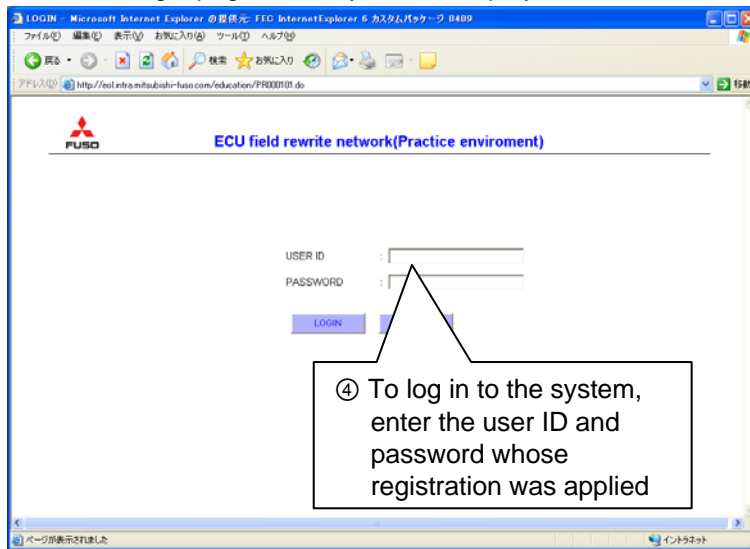 LOGIN - Microsoft Internet Explorer の提供元: FEC InternetExplorer 6 カスタムパッケージ 0409
ファイル(F) 編集(E) 表示(V) お気に入り(A) ツール(T) ヘルプ(H)
戻る 検索 お気に入り
アドレス(D) http://eol.intra.mitsubishi-fuso.com/education/PR000101.do 移動
FUSO
ECU field rewrite network(Practice enviroment)
USER ID :
PASSWORD :
LOGIN
④ To log in to the system,
enter the user ID and
password whose
registration was applied
ページが表示されました イントラネット